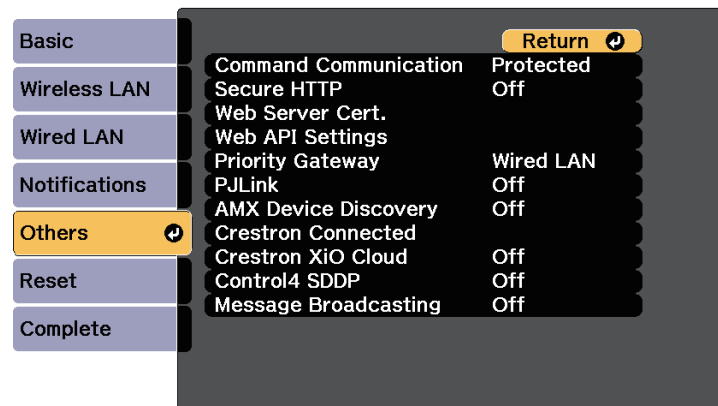 Basic
Wireless LAN
Wired LAN
Notifications
Others
Reset
Complete
Return
Command Communication Protected
Secure HTTP Off
Web Server Cert.
Web API Settings
Priority Gateway Wired LAN
PJLink Off
AMX Device Discovery Off
Crestron Connected
Crestron XiO Cloud Off
Control4 SDDP Off
Message Broadcasting Off